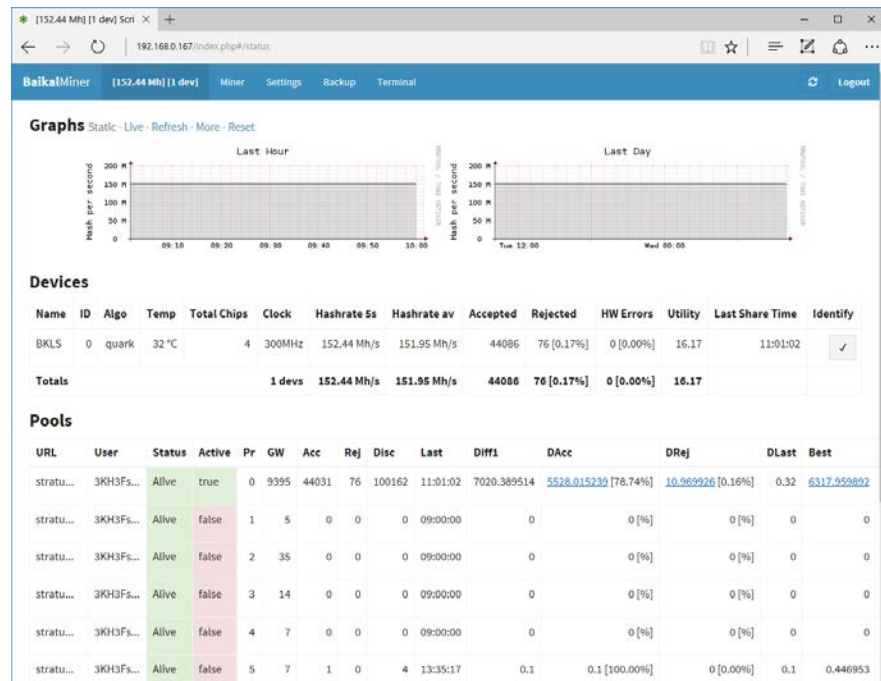 [152.44 Mh] [1 dev] Scri
192.168.0.167/index.php#/status
BaikalMiner [152.44 Mh] [1 dev] Miner Settings Backup Terminal Logout
Graphs Static - Live - Refresh - More - Reset
Last Hour
Hash per second
200 M
150 M
100 M
50 M
0
09:10 09:20 09:30 09:40 09:50 10:00
Last Day
Hash per second
200 M
150 M
100 M
50 M
0
Tue 12:00 Wed 00:00
Devices
Name ID Algo Temp Total Chips Clock Hashrate 5s Hashrate av Accepted Rejected HW Errors Utility Last Share Time Identify
BKLS 0 quark 32 °C 4 300MHz 152.44 Mh/s 151.95 Mh/s 44086 76 [0.17%] 0 [0.00%] 16.17 11:01:02
Totals 1 devs 152.44 Mh/s 151.95 Mh/s 44086 76 [0.17%] 0 [0.00%] 16.17
Pools
URL User Status Active Pr GW Acc Rej Disc Last Diff1 DAcc DRej DLast Best
stratu... 3KH3Fs... Alive true 0 9395 44031 76 100162 11:01:02 7020.389514 5528.015239 [78.74%] 10.969926 [0.16%] 0.32 6317.959892
stratu... 3KH3Fs... Alive false 1 5 0 0 0 09:00:00 0 0 [%] 0 [%] 0 0
stratu... 3KH3Fs... Alive false 2 35 0 0 0 09:00:00 0 0 [%] 0 [%] 0 0
stratu... 3KH3Fs... Alive false 3 14 0 0 0 09:00:00 0 0 [%] 0 [%] 0 0
stratu... 3KH3Fs... Alive false 4 7 0 0 0 09:00:00 0 0 [%] 0 [%] 0 0
stratu... 3KH3Fs... Alive false 5 7 1 0 4 13:35:17 0.1 0.1 [100.00%] 0 [0.00%] 0.1 0.446953